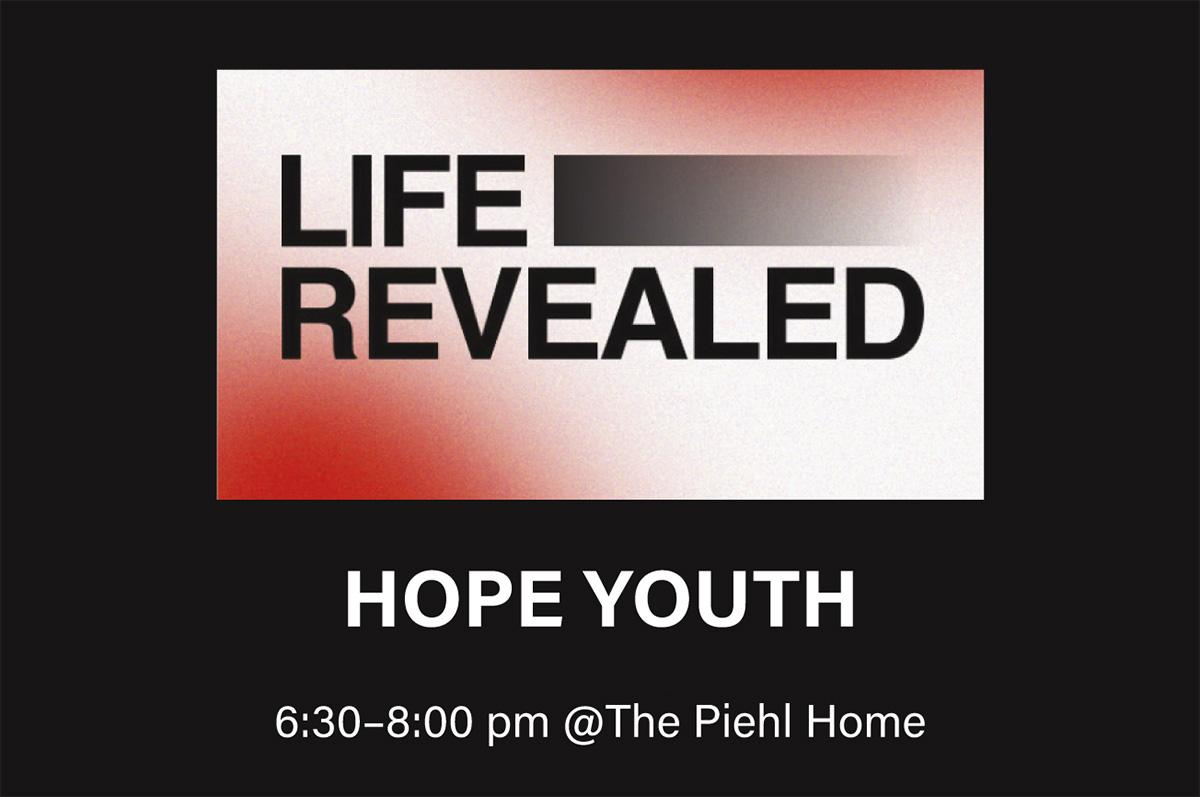 LIFE
REVEALED
HOPE YOUTH
6:30–8:00 pm @The Piehl Home